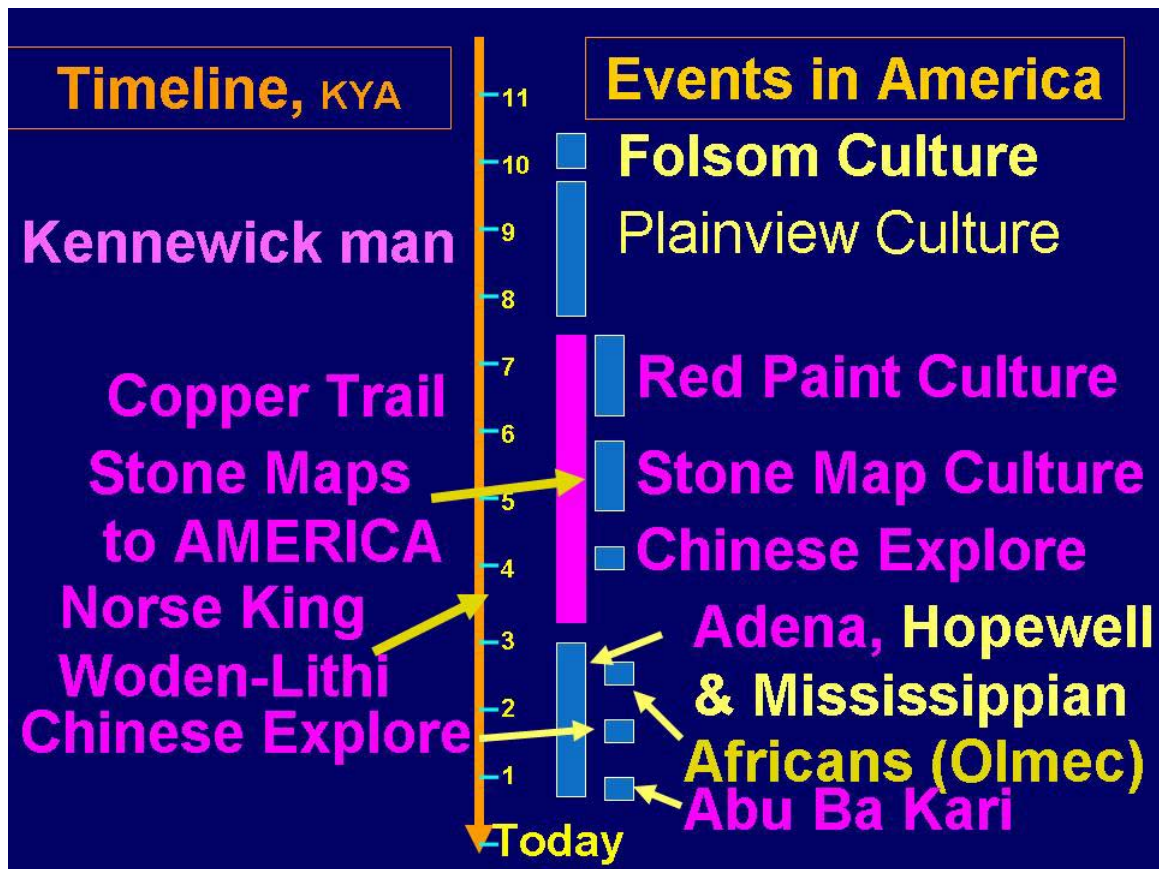 Timeline, KYA
Events in America
11
Folsom Culture
10
Plainview Culture
9
Kennewick man
8
7
Red Paint Culture
Copper Trail
6
Stone Maps
to AMERICA
Stone Map Culture
5
Chinese Explore
4
Norse King
Woden-Lithi
Adena, Hopewell
& Mississippian
3
2
Chinese Explore
Africans (Olmec)
1
Abu Ba Kari
Today